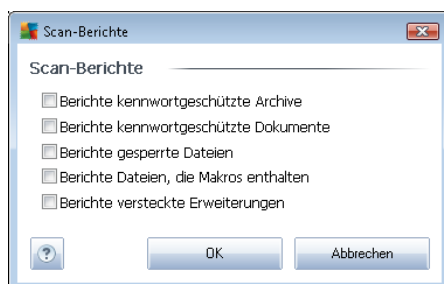 Scan-Berichte
Scan-Berichte
Berichte kennwortgeschützte Archive
Berichte kennwortgeschützte Dokumente
Berichte gesperrte Dateien
Berichte Dateien, die Makros enthalten
Berichte versteckte Erweiterungen
? OK Abbrechen